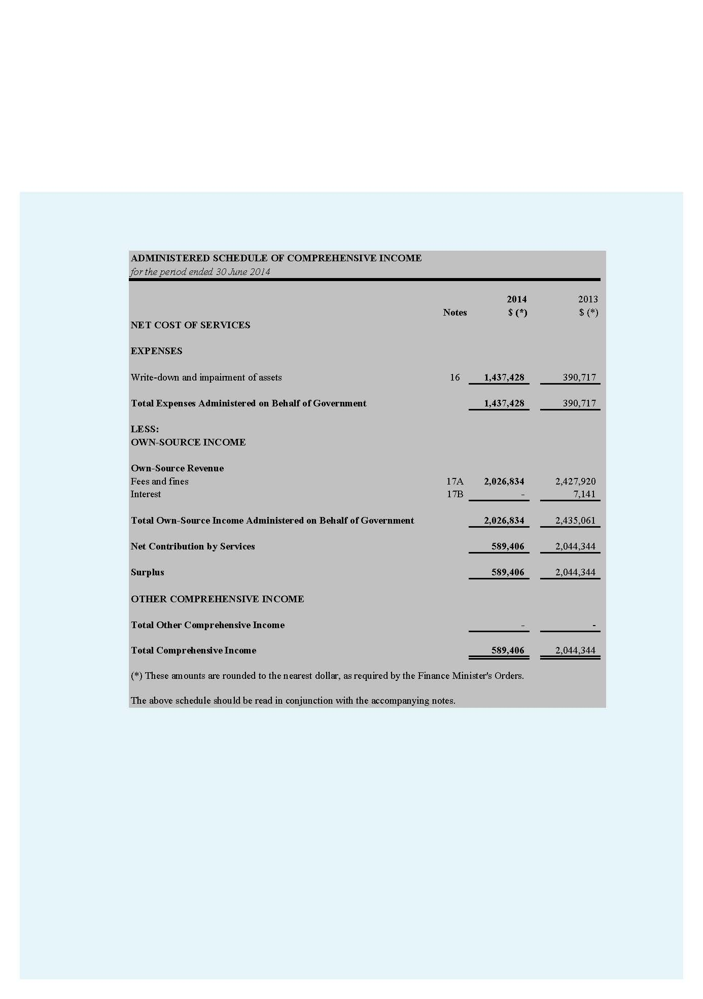 ADMINISTERED SCHEDULE OF COMPREHENSIVE INCOME
for the period ended 30 June 2014
2014 2013
Notes $ (*) $ (*)
NET COST OF SERVICES
EXPENSES
Write-down and impairment of assets 16 1,437,428 390,717
Total Expenses Administered on Behalf of Government 1,437,428 390,717
LESS:
OWN-SOURCE INCOME
Own-Source Revenue
Fees and fines 17A 2,026,834 2,427,920
Interest 17B - 7,141
Total Own-Source Income Administered on Behalf of Government 2,026,834 2,435,061
Net Contribution by Services 589,406 2,044,344
Surplus 589,406 2,044,344
OTHER COMPREHENSIVE INCOME
Total Other Comprehensive Income - -
Total Comprehensive Income 589,406 2,044,344
(*) These amounts are rounded to the nearest dollar, as required by the Finance Minister's Orders.
The above schedule should be read in conjunction with the accompanying notes.